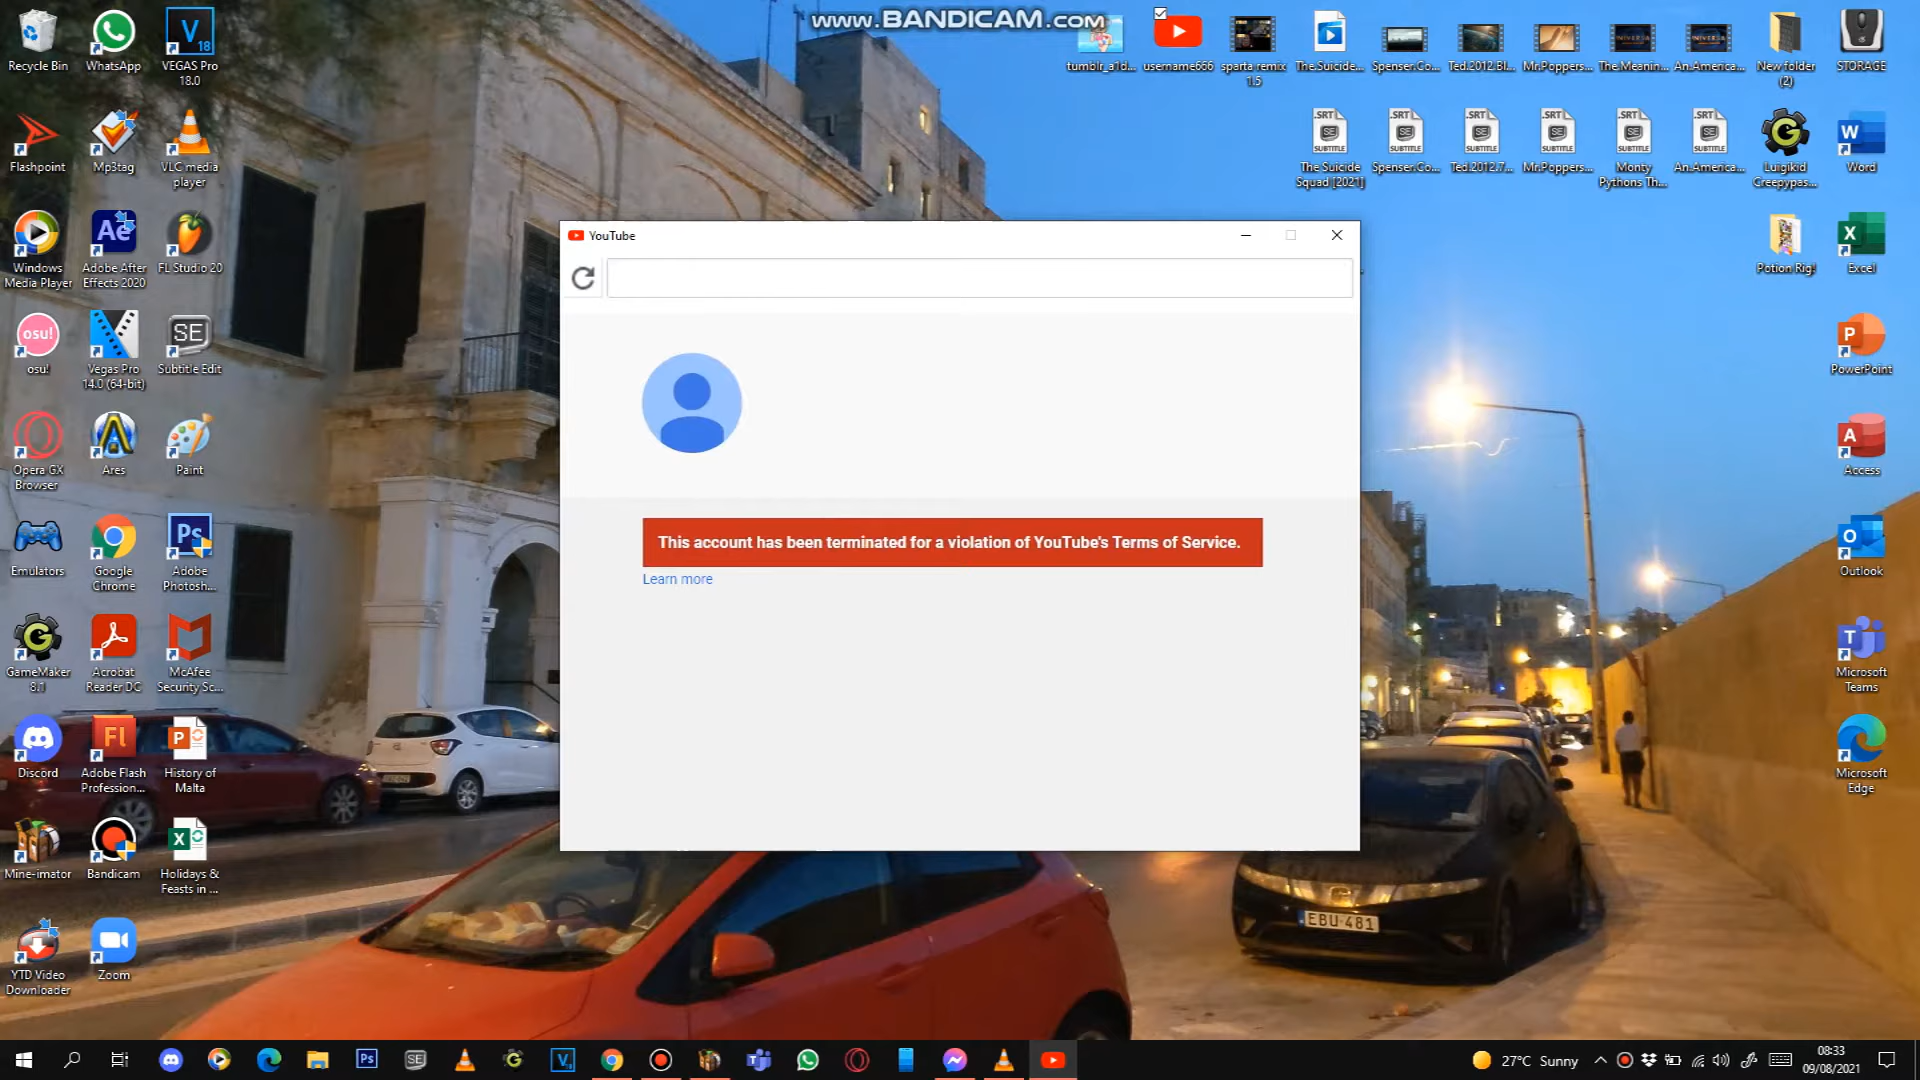 www.BANDICAM.com
Recycle Bin
WhatsApp
VEGAS Pro
18.0
tumblr_a1d...
username666
sparta remix
1.5
The.Suicide...
Spenser.Co...
Ted.2012.Bl...
Mr.Poppers...
The.Meanin...
An.America...
New folder
(2)
STORAGE
Flashpoint
Mp3tag
VLC media
player
The Suicide
Squad [2021]
Spenser.Co...
Ted.2012.7...
Mr.Poppers...
Monty
Pythons Th...
An.America...
Luigikid
Creepypas...
Word
Windows
Media Player
Adobe After
Effects 2020
FL Studio 20
Potion Rig!
Excel
YouTube
osu!
osu!
Vegas Pro
14.0 (64-bit)
SE
Subtitle Edit
PowerPoint
Opera GX
Browser
Ares
Paint
Access
This account has been terminated for a violation of YouTube's Terms of Service.
Learn more
Emulators
Google
Chrome
Adobe
Photosh...
Outlook
GameMaker
8.1
Acrobat
Reader DC
McAfee
Security Sc...
Microsoft
Teams
Discord
Adobe Flash
Profession...
History of
Malta
Microsoft
Edge
Mine-imator
Bandicam
Holidays &
Feasts in ...
EBU-481
YTD Video
Downloader
Zoom
27°C Sunny
08:33
09/08/2021